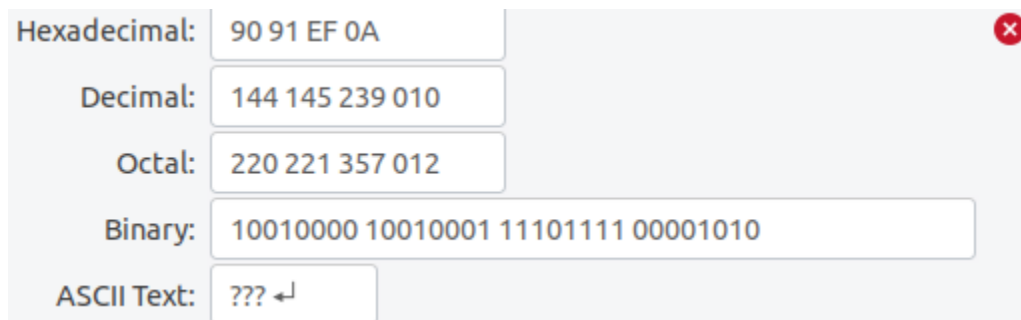 Hexadecimal: 90 91 EF 0A
Decimal: 144 145 239 010
Octal: 220 221 357 012
Binary: 10010000 10010001 11101111 00001010
ASCII Text: ??? ↵